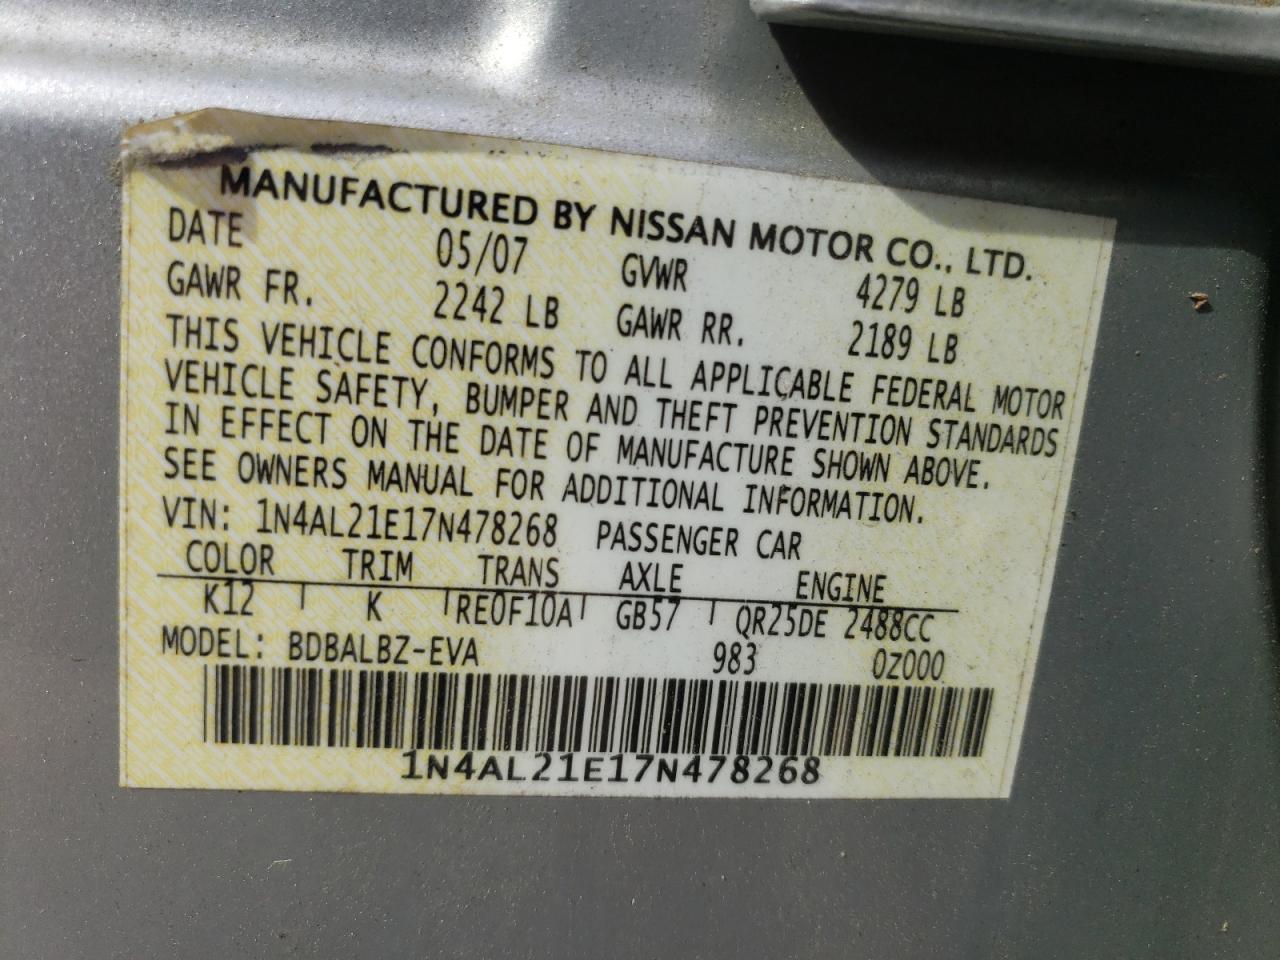 MANUFACTURED BY NISSAN MOTOR CO., LTD.
DATE 05/07 GVWR 4279 LB
GAWR FR. 2242 LB GAWR RR. 2189 LB
THIS VEHICLE CONFORMS TO ALL APPLICABLE FEDERAL MOTOR
VEHICLE SAFETY, BUMPER AND THEFT PREVENTION STANDARDS
IN EFFECT ON THE DATE OF MANUFACTURE SHOWN ABOVE.
SEE OWNERS MANUAL FOR ADDITIONAL INFORMATION.
VIN: 1N4AL21E17N478268 PASSENGER CAR
COLOR TRIM TRANS AXLE ENGINE
K12 K RE0F10A GB57 QR25DE 2488CC
MODEL: BDBALBZ-EVA 983 0Z000
1N4AL21E17N478268